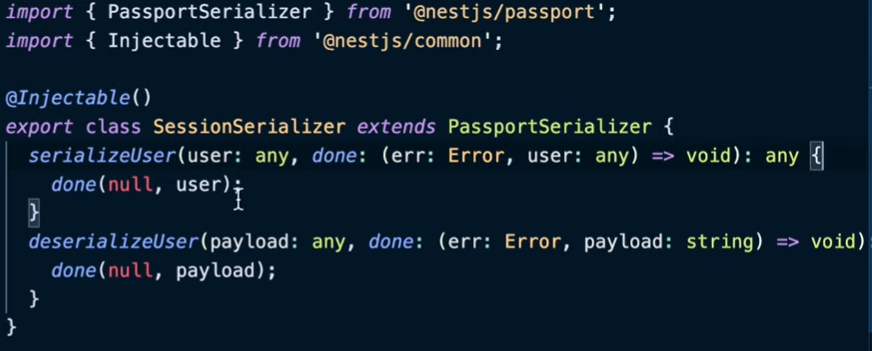 import { PassportSerializer } from '@nestjs/passport';
import { Injectable } from '@nestjs/common';
@Injectable()
export class SessionSerializer extends PassportSerializer {
serializeUser(user: any, done: (err: Error, user: any) => void): any {
done(null, user);
}
deserializeUser(payload: any, done: (err: Error, payload: string) => void)
done(null, payload);
}
}